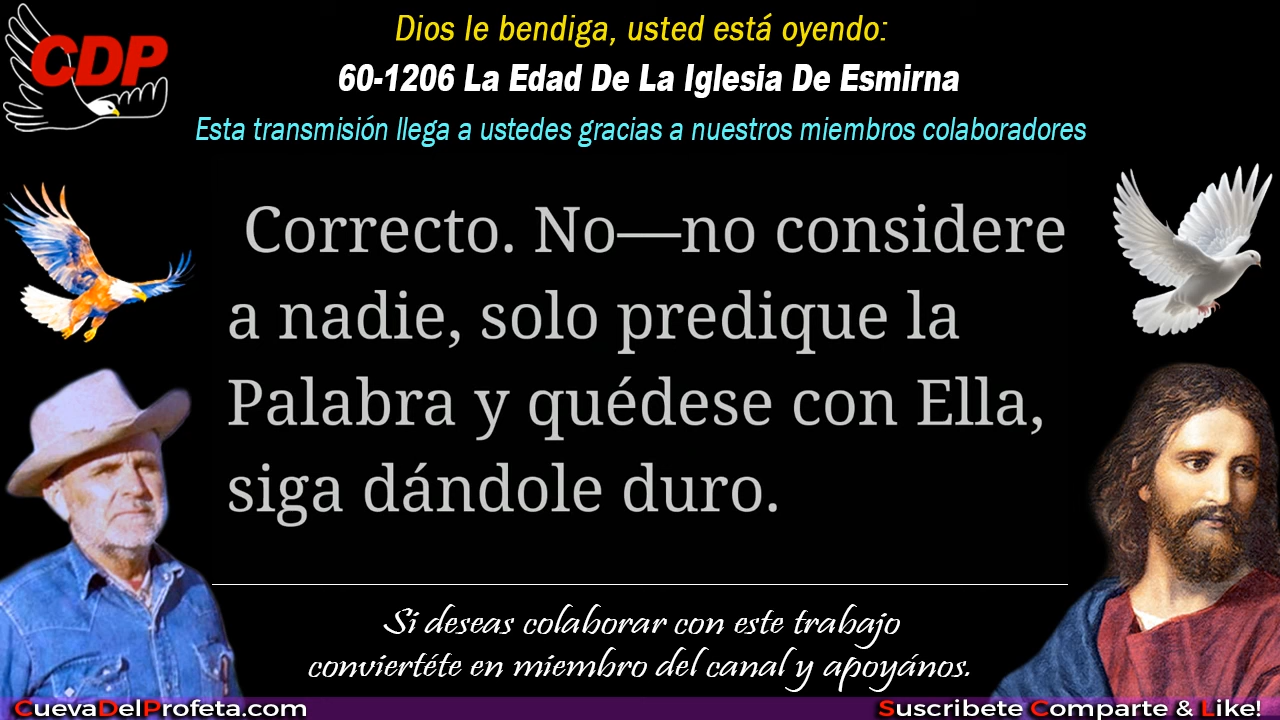 CDP
Dios le bendiga, usted está oyendo:
60-1206 La Edad De La Iglesia De Esmirna
Esta transmisión llega a ustedes gracias a nuestros miembros colaboradores
Correcto. No—no considere
a nadie, solo predique la
Palabra y quédese con Ella,
siga dándole duro.
Si deseas colaborar con este trabajo
conviertéte en miembro del canal y apoyános.
CuevaDelProfeta.com
Suscribete Comparte & Like!